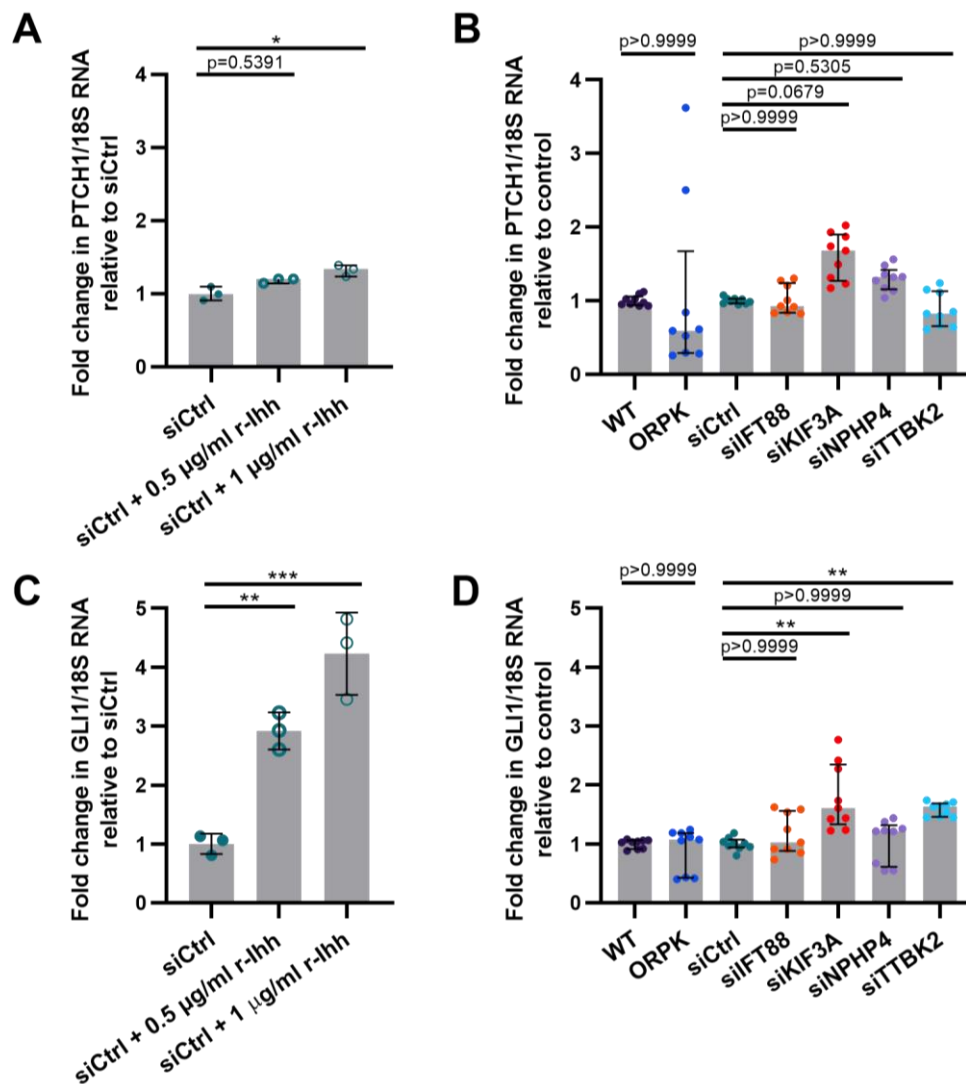 A
*
p=0.5391
Fold change in PTCH1/18S RNA
relative to siCtrl
4
3
2
1
0
siCtrl
siCtrl + 0.5 µg/ml r-Ihh
siCtrl + 1 µg/ml r-Ihh
B
p>0.9999
p>0.9999
p=0.5305
p=0.0679
p>0.9999
Fold change in PTCH1/18S RNA
relative to control
4
3
2
1
0
WT
ORPK
siCtrl
siIFT88
siKIF3A
siNPHP4
siTTBK2
C
***
**
Fold change in GLI1/18S RNA
relative to siCtrl
5
4
3
2
1
0
siCtrl
siCtrl + 0.5 µg/ml r-Ihh
siCtrl + 1 µg/ml r-Ihh
D
p>0.9999
**
p>0.9999
**
p>0.9999
Fold change in GLI1/18S RNA
relative to control
5
4
3
2
1
0
WT
ORPK
siCtrl
siIFT88
siKIF3A
siNPHP4
siTTBK2